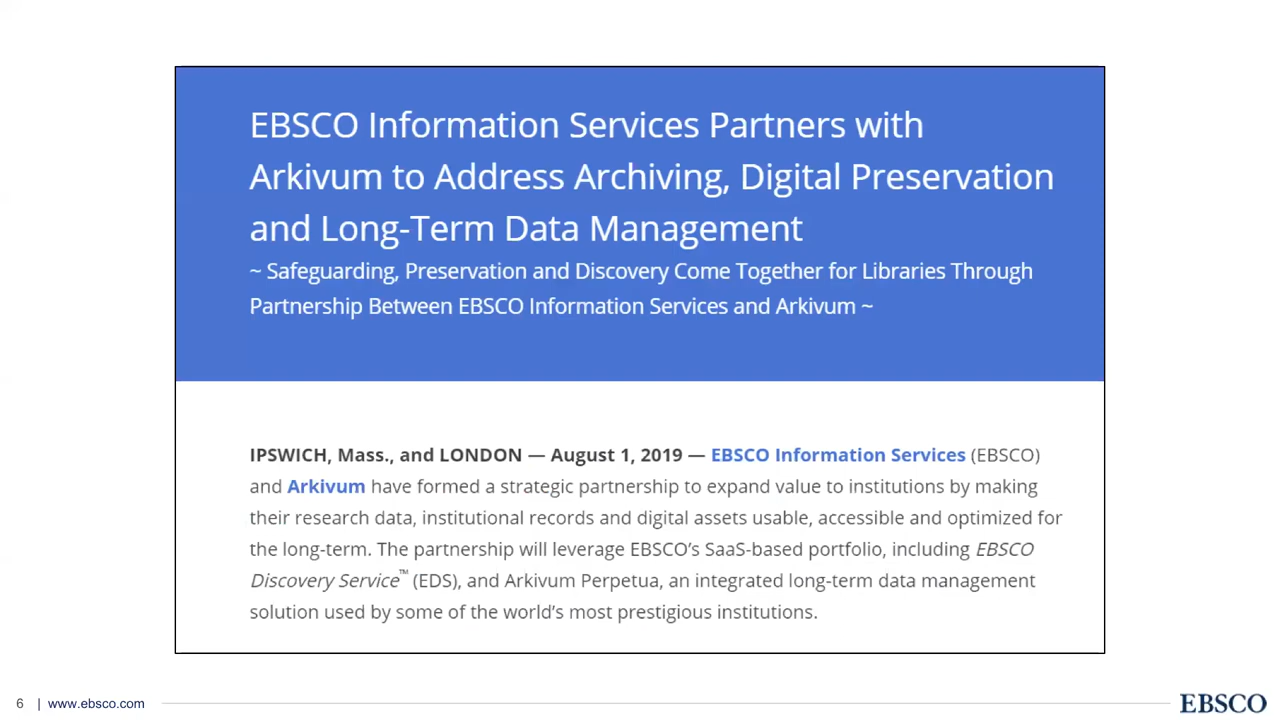 EBSCO Information Services Partners with
Arkivum to Address Archiving, Digital Preservation
and Long-Term Data Management
~ Safeguarding, Preservation and Discovery Come Together for Libraries Through
Partnership Between EBSCO Information Services and Arkivum ~
IPSWICH, Mass., and LONDON — August 1, 2019 — EBSCO Information Services (EBSCO)
and Arkivum have formed a strategic partnership to expand value to institutions by making
their research data, institutional records and digital assets usable, accessible and optimized for
the long-term. The partnership will leverage EBSCO’s SaaS-based portfolio, including EBSCO
Discovery Service™ (EDS), and Arkivum Perpetua, an integrated long-term data management
solution used by some of the world’s most prestigious institutions.
6 | www.ebsco.com
EBSCO